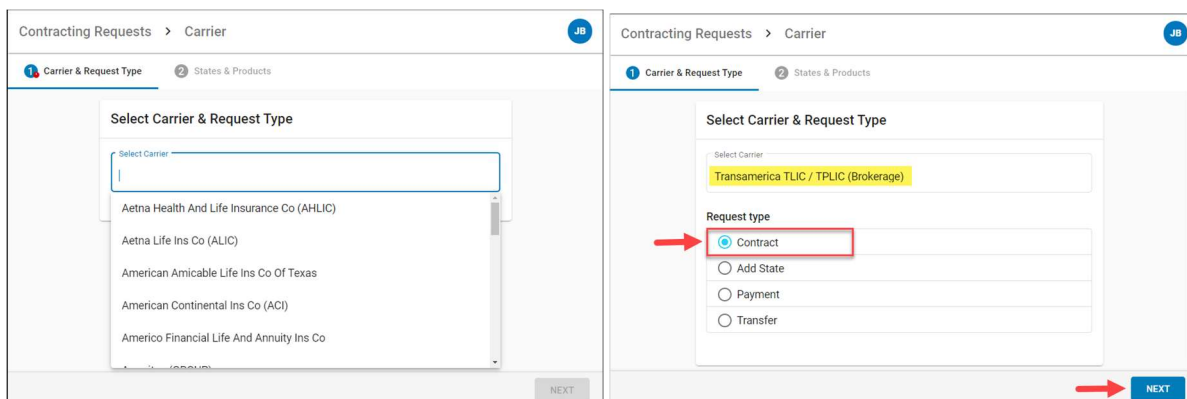 Contracting Requests > Carrier
JB
1 Carrier & Request Type
2 States & Products
Select Carrier & Request Type
Select Carrier
Aetna Health And Life Insurance Co (AHLIC)
Aetna Life Ins Co (ALIC)
American Amicable Life Ins Co Of Texas
American Continental Ins Co (ACI)
Americo Financial Life And Annuity Ins Co
NEXT
Contracting Requests > Carrier
JB
1 Carrier & Request Type
2 States & Products
Select Carrier & Request Type
Select Carrier
Transamerica TLIC / TPLIC (Brokerage)
Request type
Contract
Add State
Payment
Transfer
NEXT